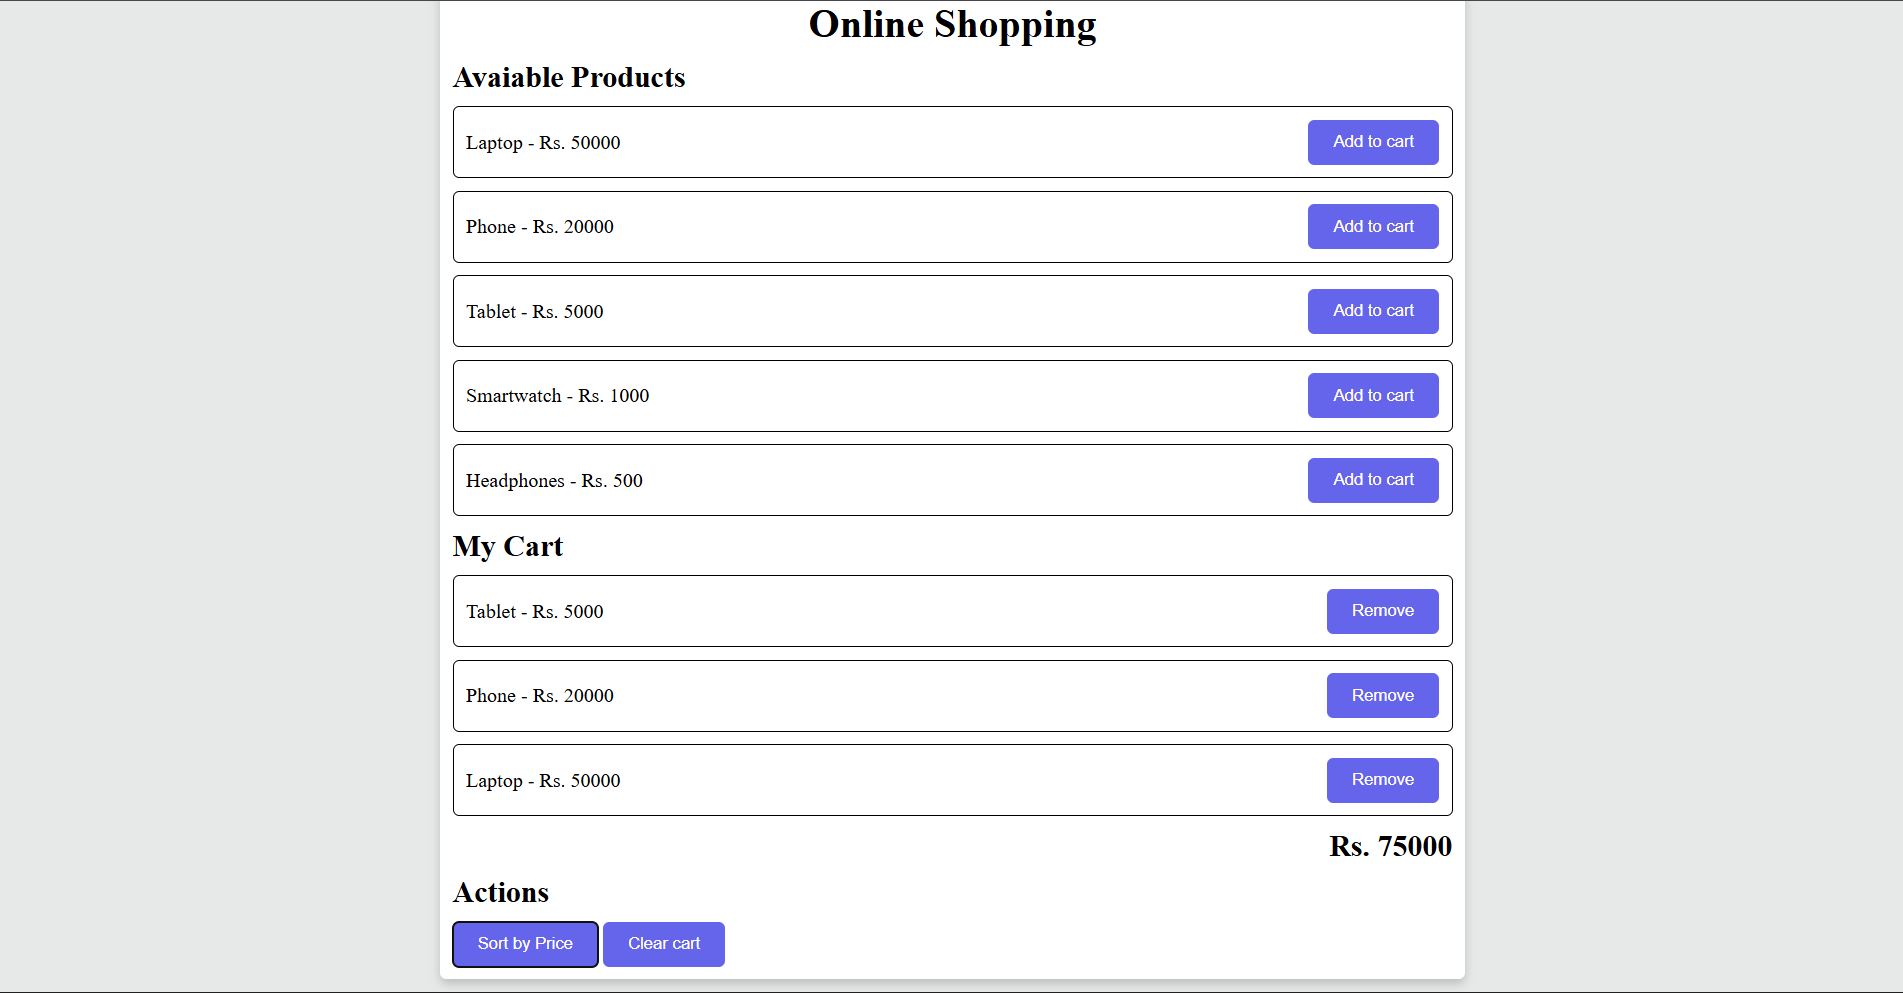 Online Shopping
Avaiable Products
Laptop - Rs. 50000 Add to cart
Phone - Rs. 20000 Add to cart
Tablet - Rs. 5000 Add to cart
Smartwatch - Rs. 1000 Add to cart
Headphones - Rs. 500 Add to cart
My Cart
Tablet - Rs. 5000 Remove
Phone - Rs. 20000 Remove
Laptop - Rs. 50000 Remove
Rs. 75000
Actions
Sort by Price Clear cart